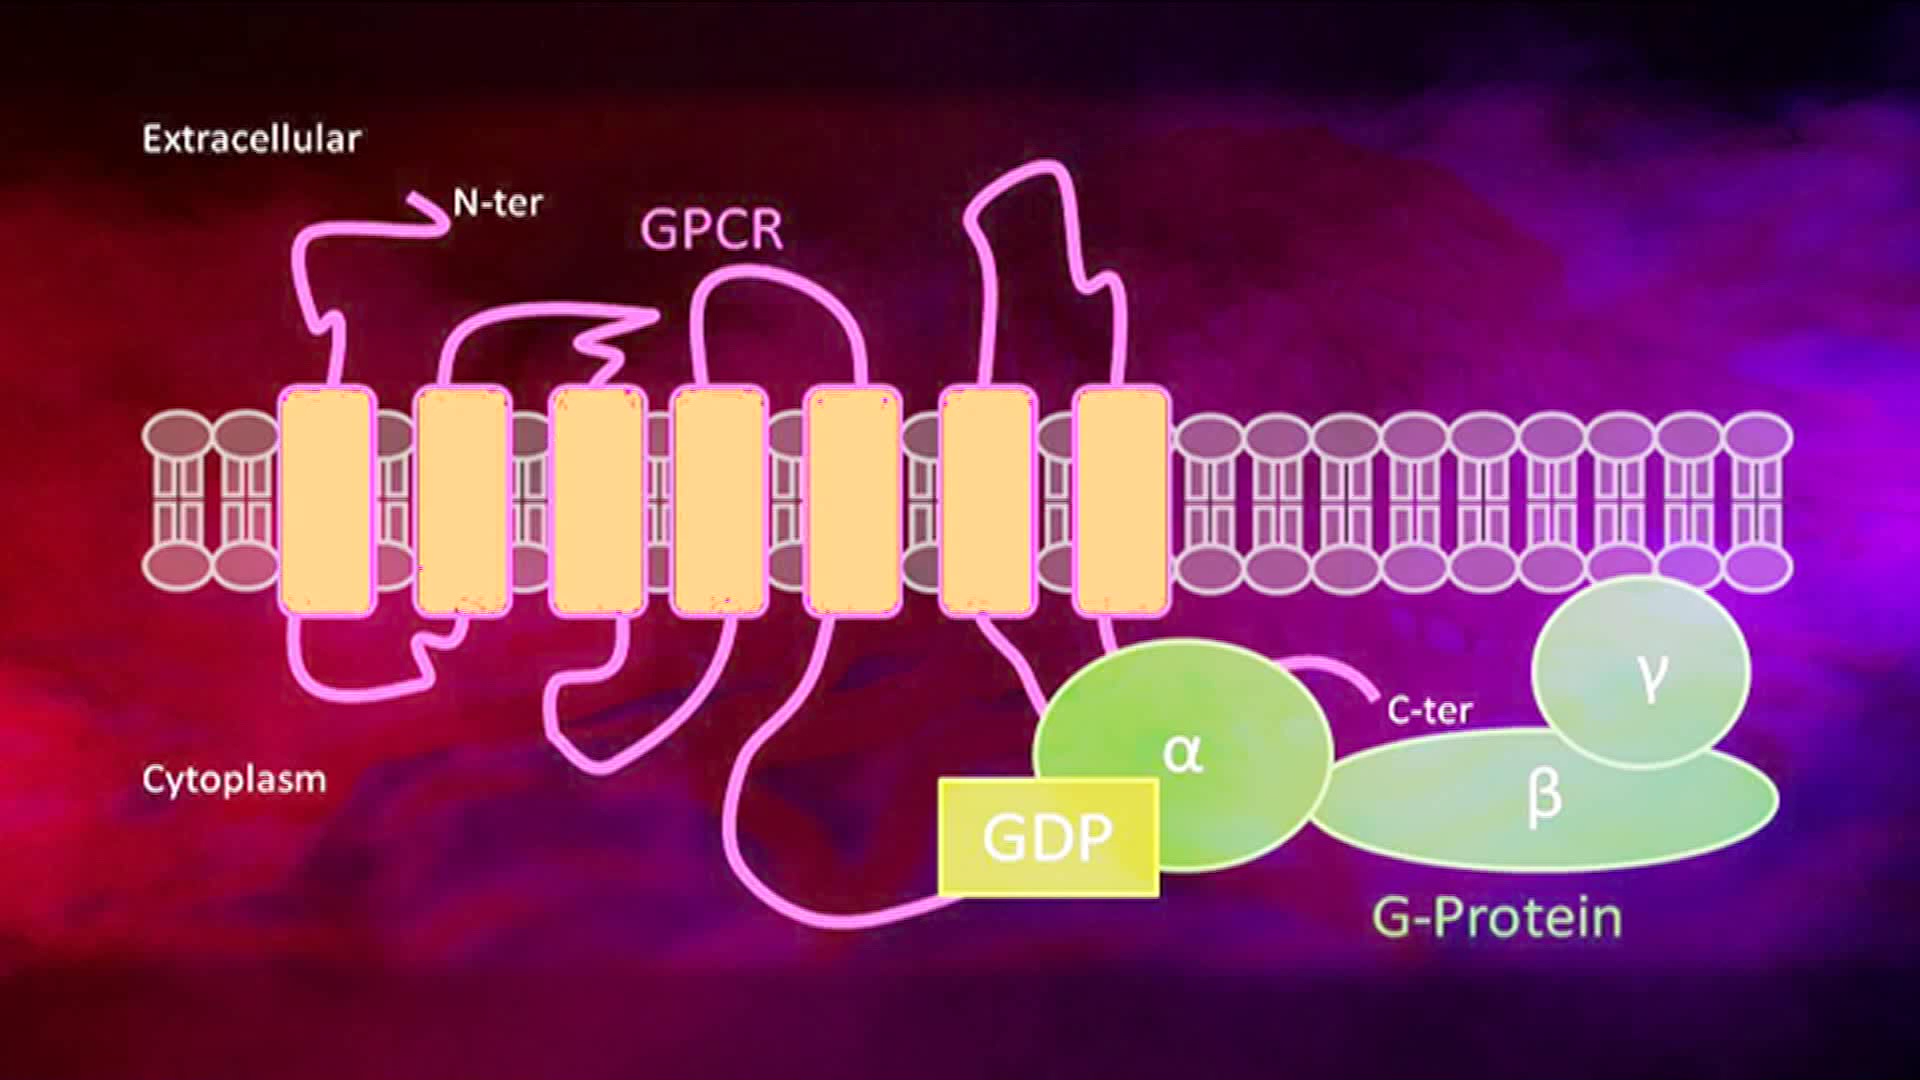 Extracellular
N-ter
GPCR
C-ter
γ
α
β
Cytoplasm
GDP
G-Protein